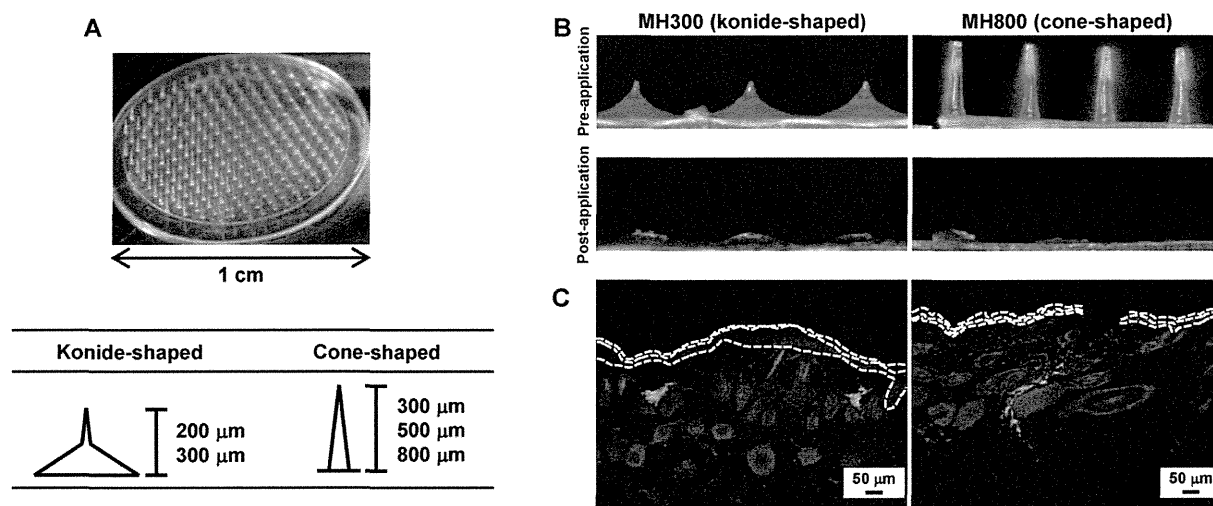 A
1 cm
Konide-shaped Cone-shaped
200 μm
300 μm
300 μm
500 μm
800 μm
B
MH300 (konide-shaped) MH800 (cone-shaped)
Pre-application
Post-application
C
50 μm
50 μm